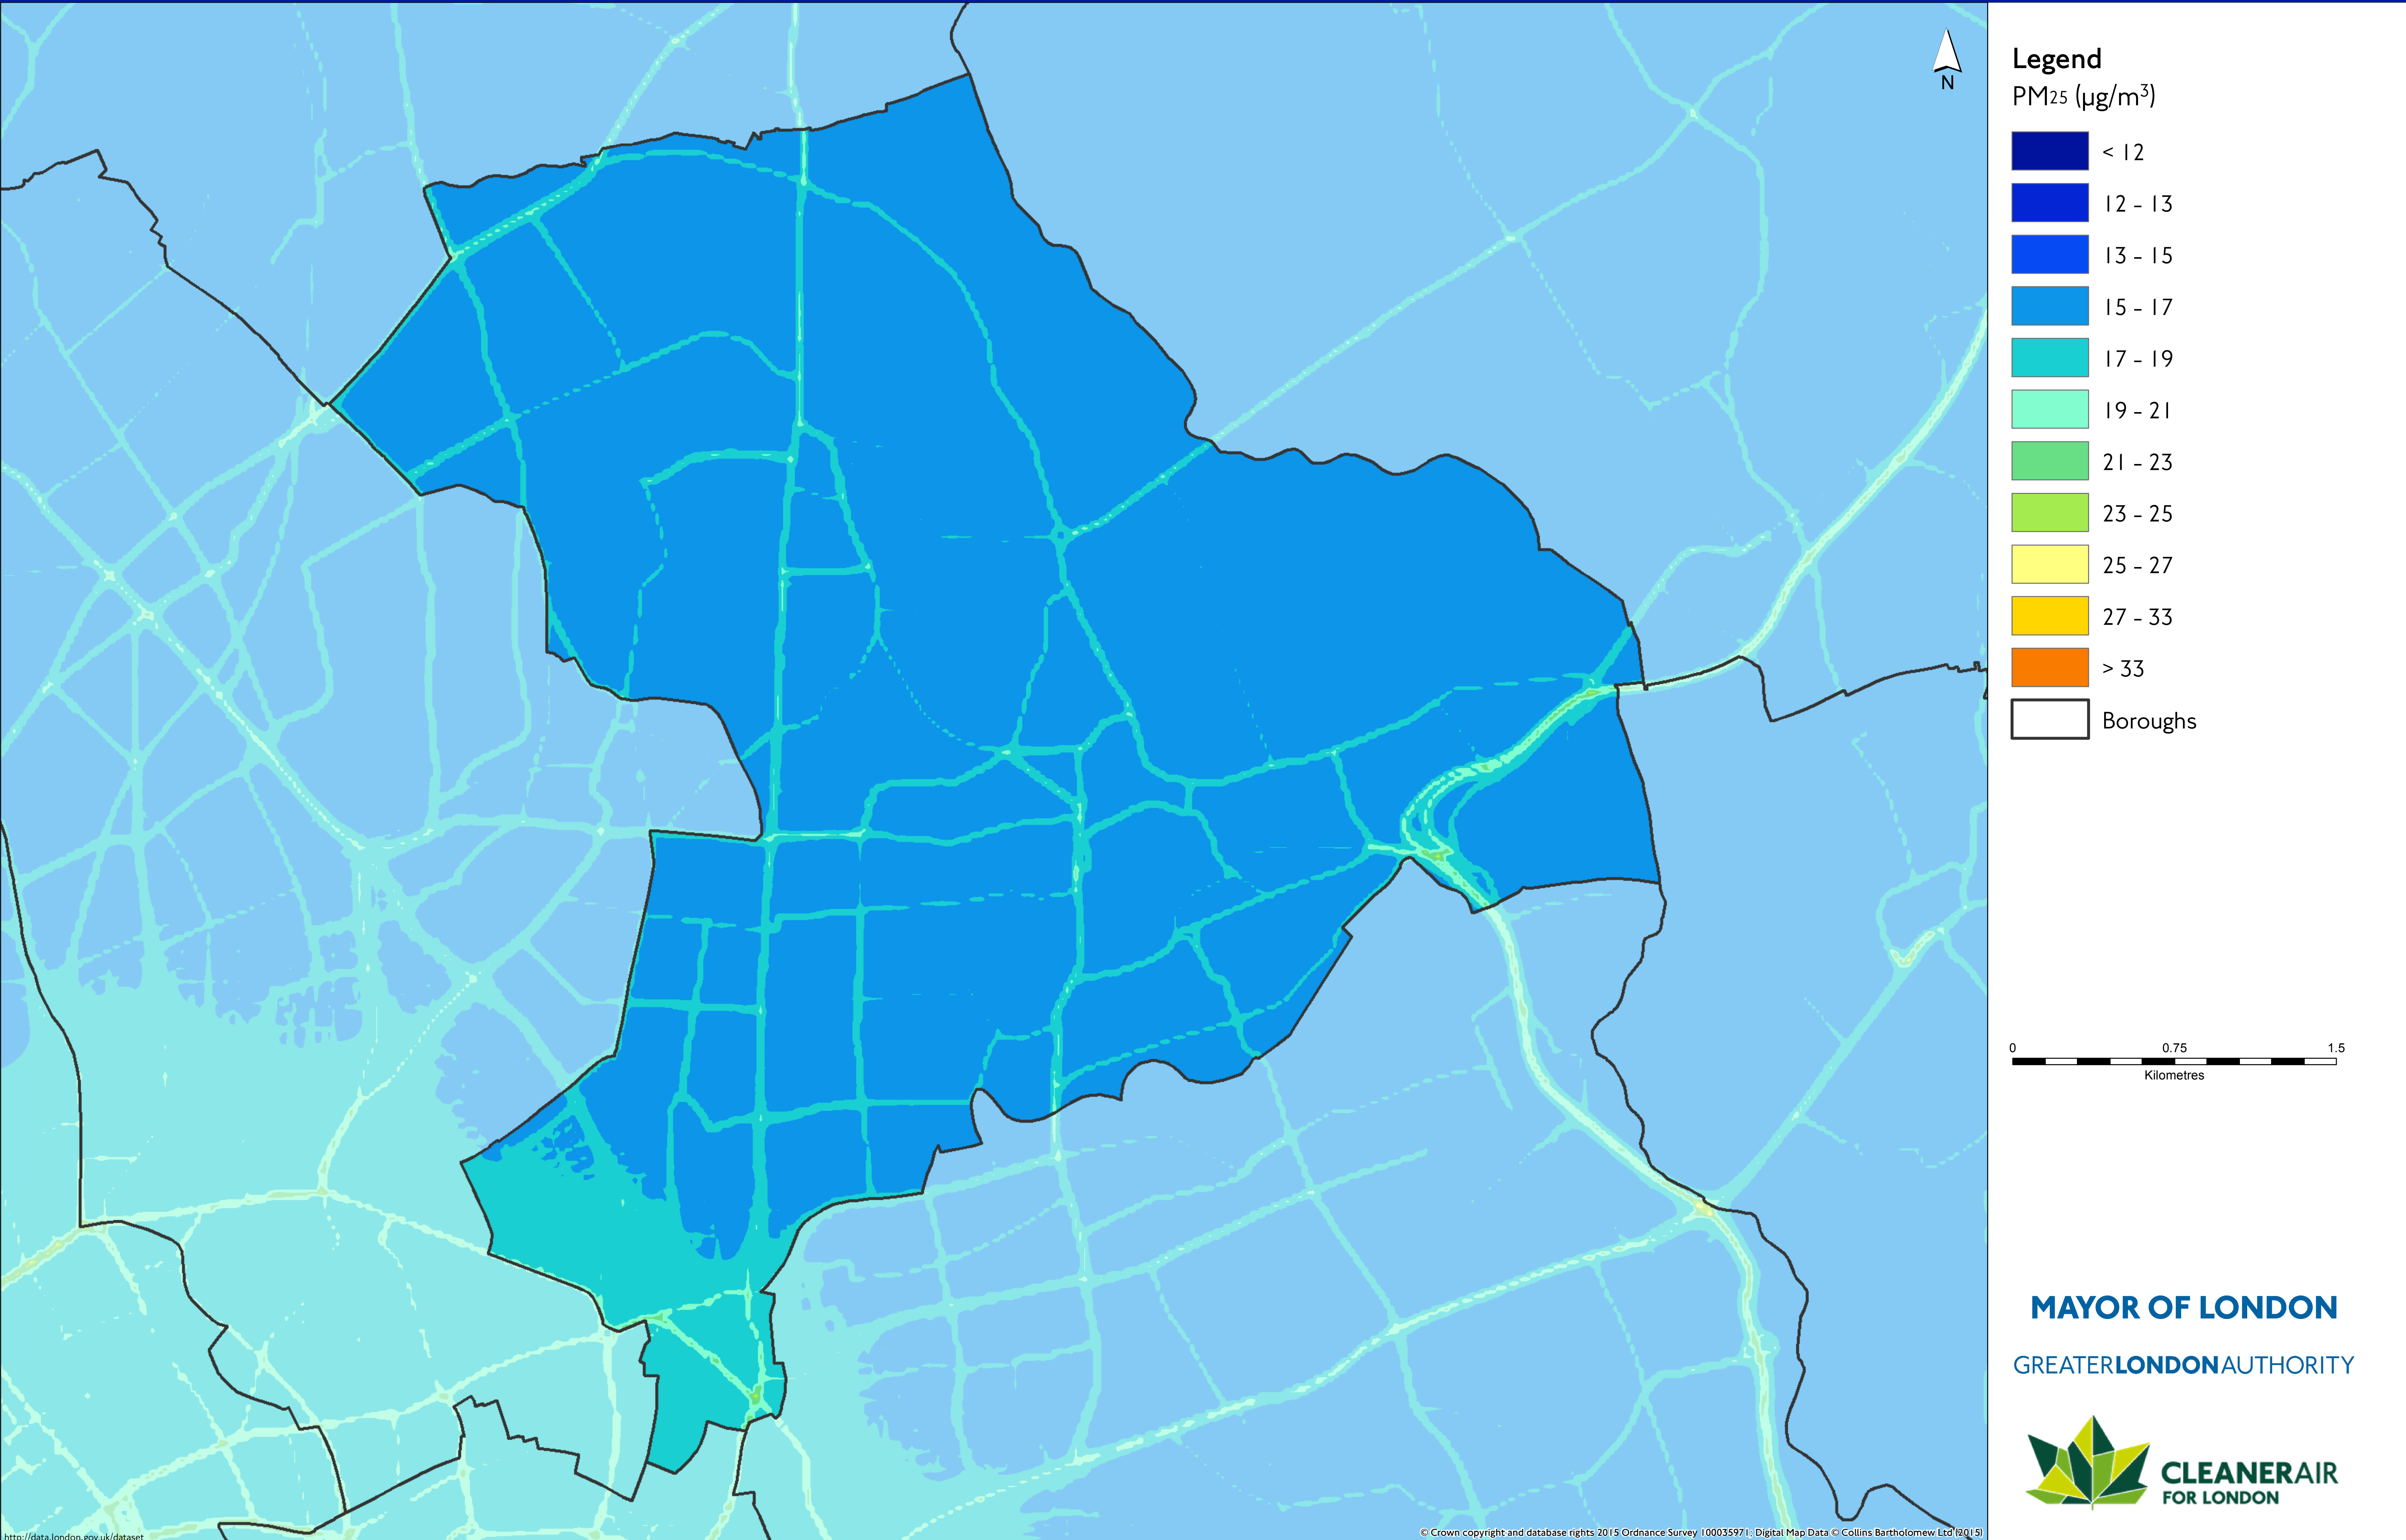 N
Legend
PM25 (µg/m3)
< 12
12 - 13
13 - 15
15 - 17
17 - 19
19 - 21
21 - 23
23 - 25
25 - 27
27 - 33
> 33
Boroughs
0 0.75 1.5
Kilometres
MAYOR OF LONDON
GREATERLONDONAUTHORITY
CLEANERAIR
FOR LONDON
http://data.london.gov.uk/dataset
© Crown copyright and database rights 2015 Ordnance Survey 100035971; Digital Map Data © Collins Bartholomew Ltd (2015)